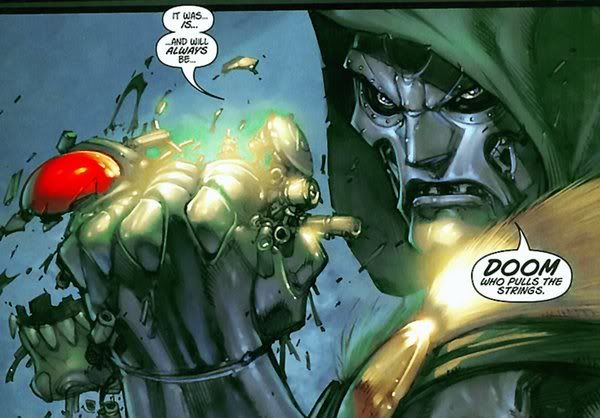 IT WAS...
IS...
...AND WILL
ALWAYS
BE...
DOOM
WHO PULLS THE
STRINGS.